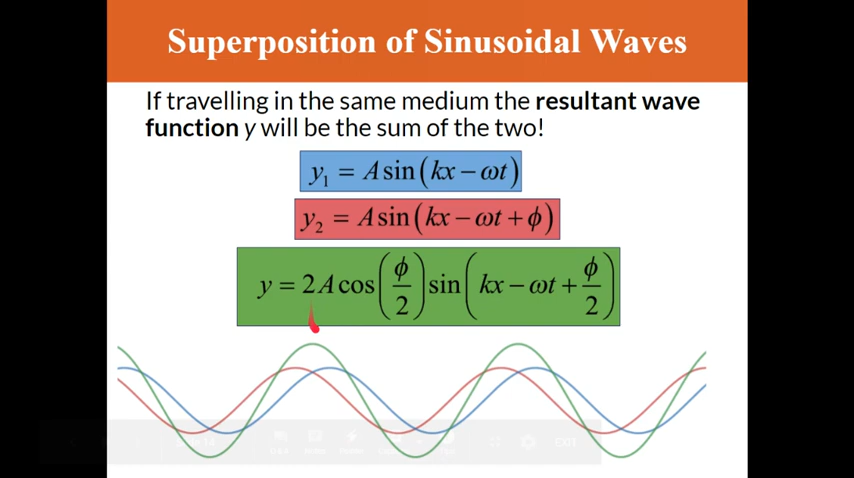 Superposition of Sinusoidal Waves
If travelling in the same medium the resultant wave
function y will be the sum of the two!
y₁ = A sin(kx − ωt)
y₂ = A sin(kx − ωt + ϕ)
y = 2A cos(ϕ/2) sin(kx − ωt + ϕ/2)
EXIT